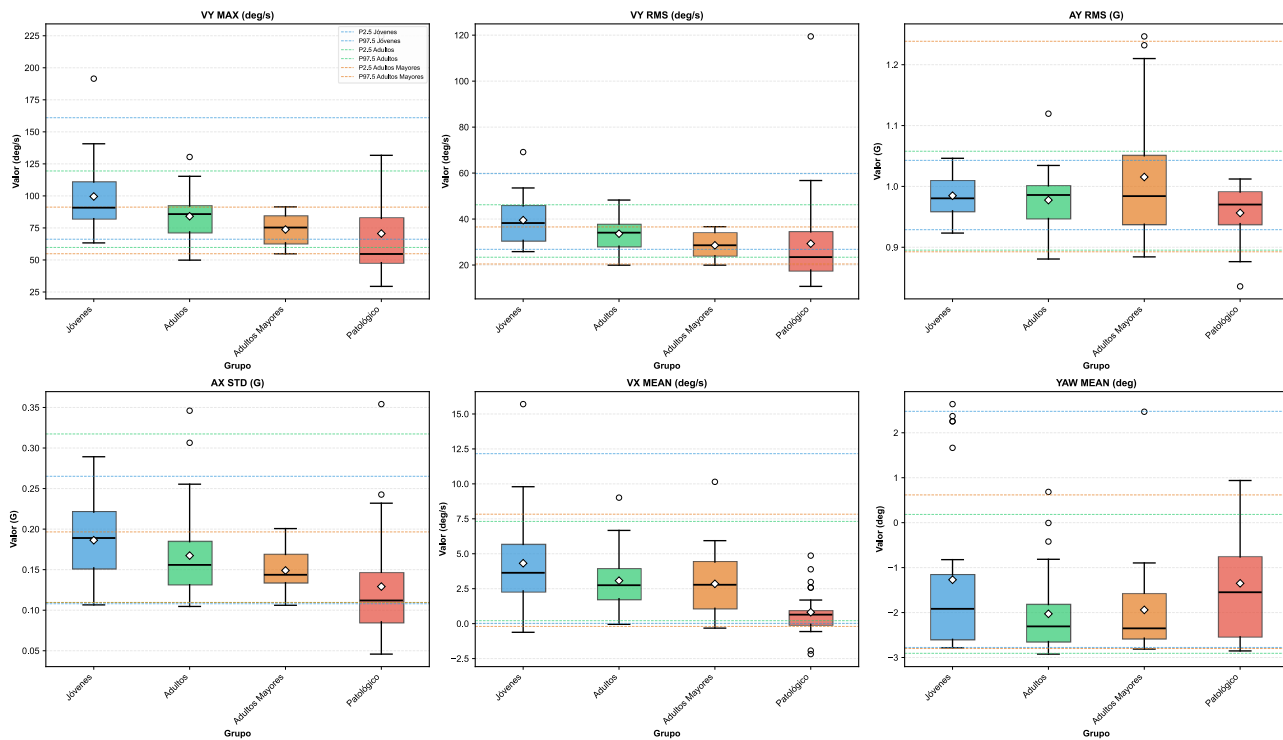 VY MAX (deg/s)
225
200
175
150
125
100
75
50
25
Valor (deg/s)
P2.5 Jóvenes
P97.5 Jóvenes
P2.5 Adultos
P97.5 Adultos
P2.5 Adultos Mayores
P97.5 Adultos Mayores
Jóvenes
Adultos
Adultos Mayores
Patológico
Grupo
VY RMS (deg/s)
120
100
80
60
40
20
Valor (deg/s)
Jóvenes
Adultos
Adultos Mayores
Patológico
Grupo
AY RMS (G)
1.2
1.1
1.0
0.9
Valor (G)
Jóvenes
Adultos
Adultos Mayores
Patológico
Grupo
AX STD (G)
0.35
0.30
0.25
0.20
0.15
0.10
0.05
Valor (G)
Jóvenes
Adultos
Adultos Mayores
Patológico
Grupo
VX MEAN (deg/s)
15.0
12.5
10.0
7.5
5.0
2.5
0.0
−2.5
Valor (deg/s)
Jóvenes
Adultos
Adultos Mayores
Patológico
Grupo
YAW MEAN (deg)
2
1
0
−1
−2
−3
Valor (deg)
Jóvenes
Adultos
Adultos Mayores
Patológico
Grupo